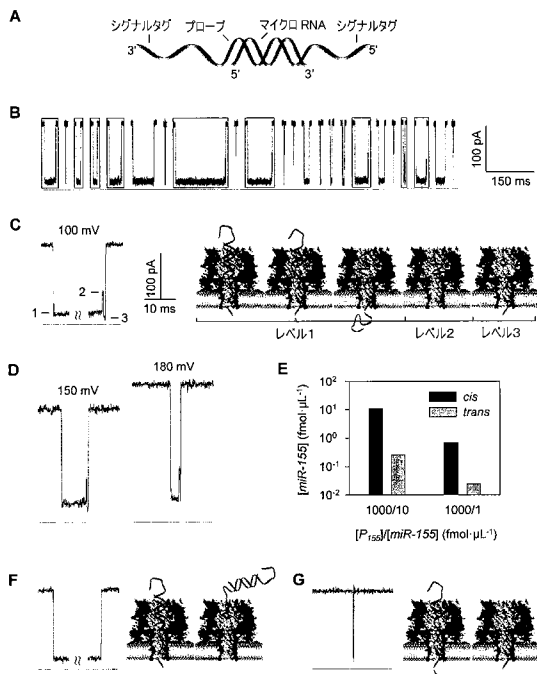 A
シグナルタグ プローブ マイクロ RNA シグナルタグ
3' 5'
5' 3'
B
100 pA
150 ms
C
100 mV
1
2
3
100 pA
10 ms
レベル1 レベル2 レベル3
D
150 mV
180 mV
E
[miR-155] (fmol·µL⁻¹)
10²
10¹
10⁰
10⁻¹
10⁻²
cis
trans
1000/10 1000/1
[P₁₅₅]/[miR-155] (fmol·µL⁻¹)
F
G